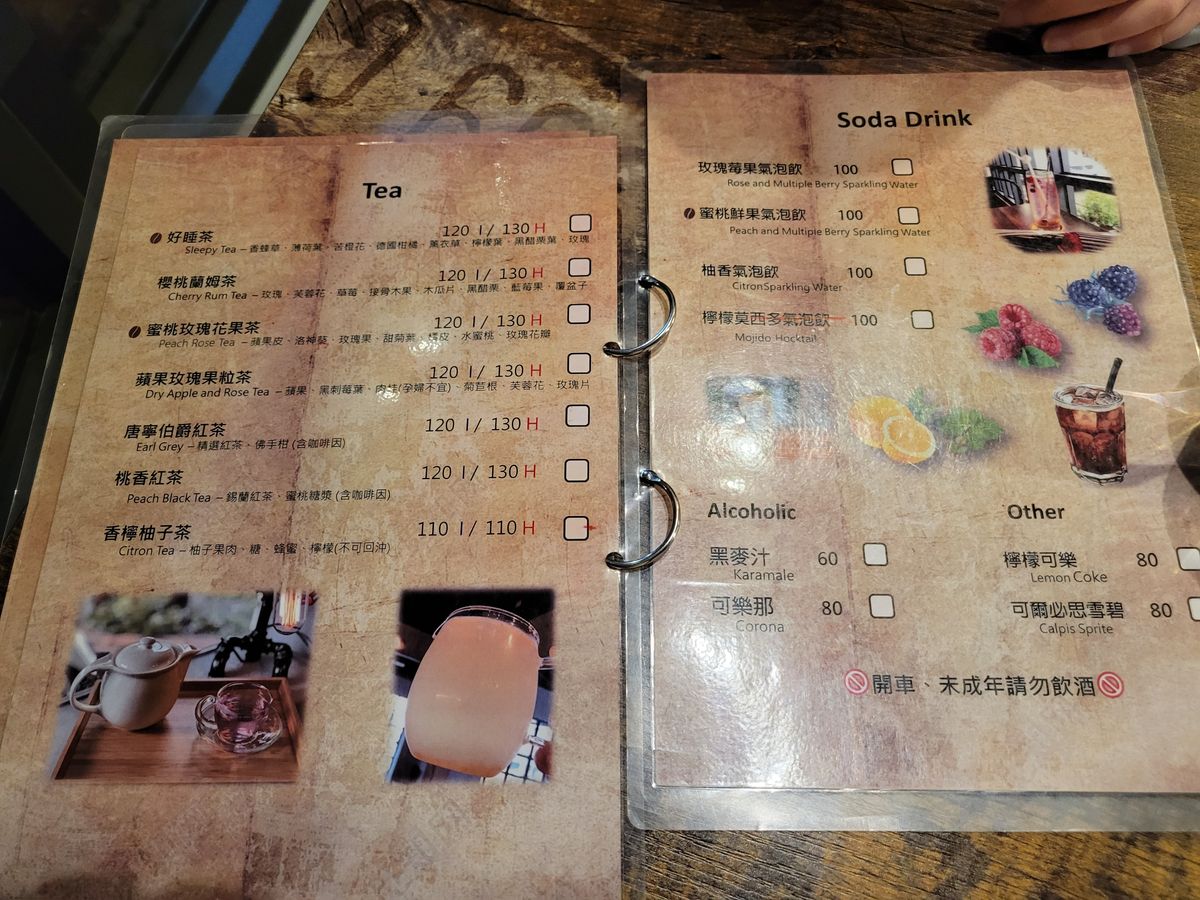 Tea
好睡茶 120 I / 130 H
Sleepy Tea – 香蜂草、薄荷葉、苦橙花、德國柑橘、薰衣草、檸檬葉、黑醋栗葉、玫瑰
櫻桃蘭姆茶 120 I / 130 H
Cherry Rum Tea – 玫瑰、芙蓉花、草莓、接骨木果、木瓜片、黑醋栗、藍莓果、覆盆子
蜜桃玫瑰花果茶 120 I / 130 H
Peach Rose Tea – 蘋果皮、洛神葵、玫瑰果、甜菊葉、橘皮、水蜜桃、玫瑰花瓣
蘋果玫瑰果粒茶 120 I / 130 H
Dry Apple and Rose Tea – 蘋果、黑刺莓葉、肉桂(孕婦不宜)、菊苣根、芙蓉花、玫瑰片
唐寧伯爵紅茶 120 I / 130 H
Earl Grey – 精選紅茶、佛手柑 (含咖啡因)
桃香紅茶 120 I / 130 H
Peach Black Tea – 錫蘭紅茶、蜜桃糖漿 (含咖啡因)
香檸柚子茶 110 I / 110 H
Citron Tea – 柚子果肉、糖、蜂蜜、檸檬(不可回沖)
Soda Drink
玫瑰莓果氣泡飲 100
Rose and Multiple Berry Sparkling Water
蜜桃鮮果氣泡飲 100
Peach and Multiple Berry Sparkling Water
柚香氣泡飲 100
Citron Sparkling Water
檸檬莫西多氣泡飲 100
Mojido Hocktail
Alcoholic
黑麥汁 60
Karamale
可樂那 80
Corona
Other
檸檬可樂 80
Lemon Coke
可爾必思雪碧 80
Calpis Sprite
開車、未成年請勿飲酒